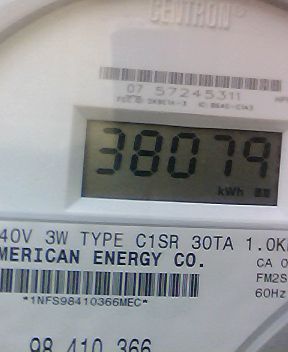 CENTRON®
07 57245311
38079
kWh
40V 3W TYPE C1SR 30TA 1.0K
MERICAN ENERGY CO.
CA 0
FM2S
60Hz
*1NFS98410366MEC*
98 410 366